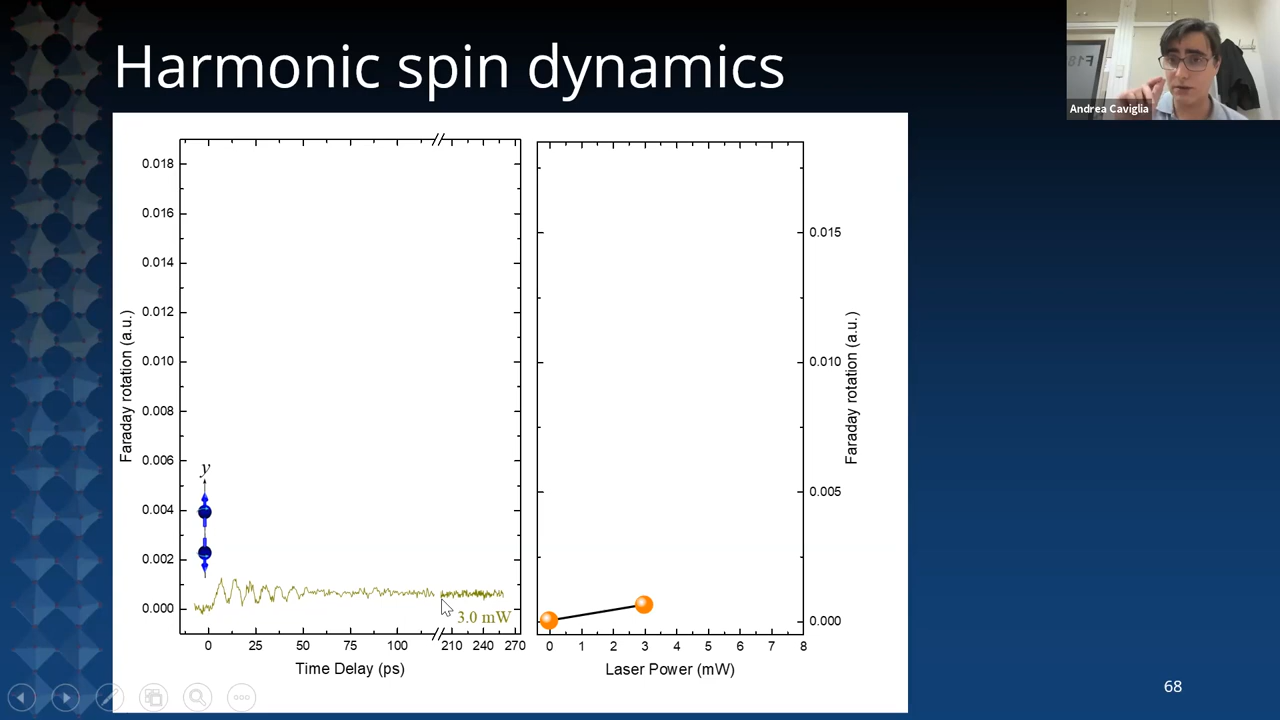 Harmonic spin dynamics
Andrea Caviglia
Faraday rotation (a.u.)
0.018
0.016
0.014
0.012
0.010
0.008
0.006
0.004
0.002
0.000
y
3.0 mW
0 25 50 75 100 210 240 270
Time Delay (ps)
0.015
0.010
0.005
0.000
Faraday rotation (a.u.)
0 1 2 3 4 5 6 7 8
Laser Power (mW)
68